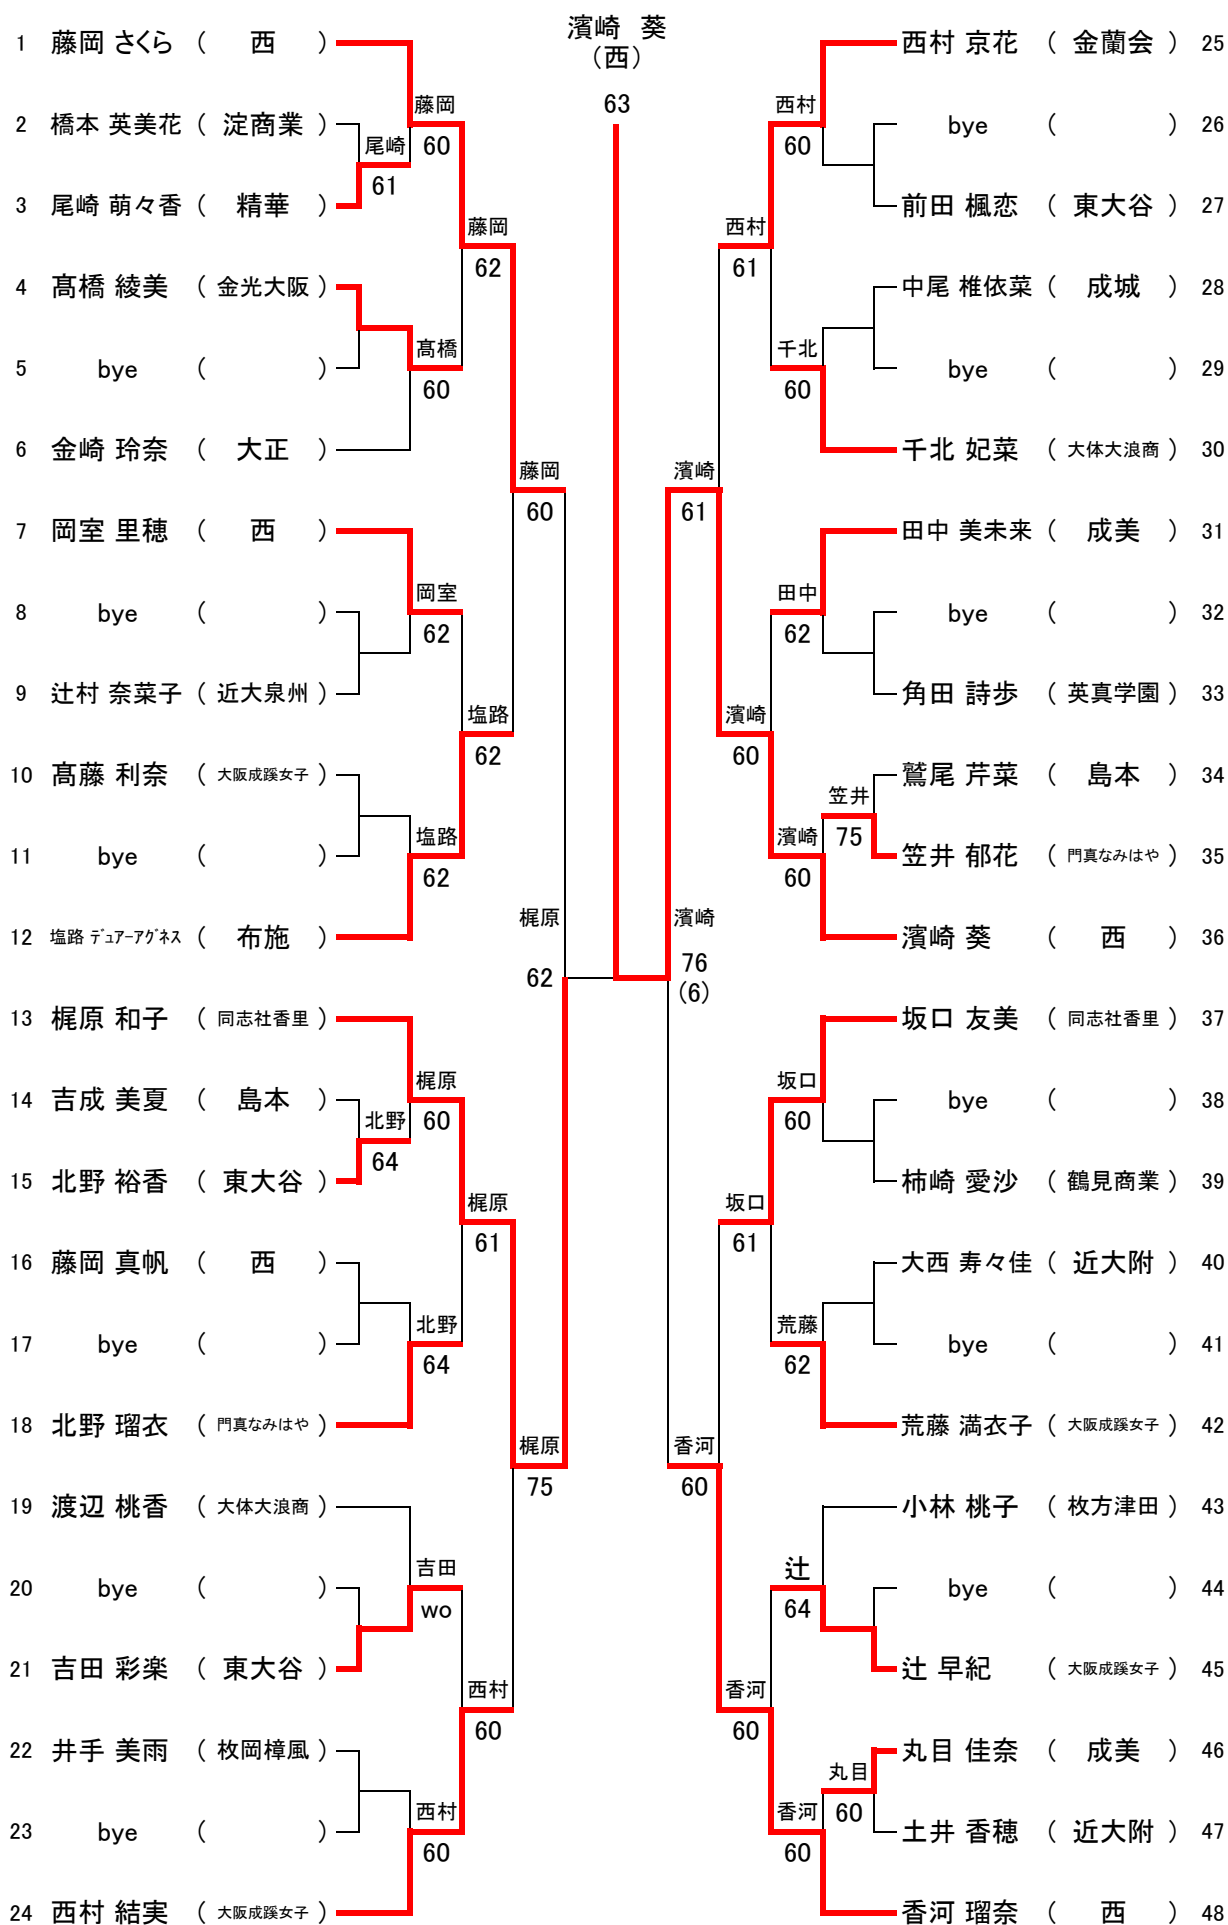 濱崎 葵
(西)
63
1 藤岡 さくら ( 西 )
2 橋本 英美花 ( 淀商業 )
3 尾崎 萌々香 ( 精華 )
4 髙橋 綾美 ( 金光大阪 )
5 bye ( )
6 金崎 玲奈 ( 大正 )
7 岡室 里穂 ( 西 )
8 bye ( )
9 辻村 奈菜子 ( 近大泉州 )
10 髙藤 利奈 ( 大阪成蹊女子 )
11 bye ( )
12 塩路 デュアーアグネス ( 布施 )
13 梶原 和子 ( 同志社香里 )
14 吉成 美夏 ( 島本 )
15 北野 裕香 ( 東大谷 )
16 藤岡 真帆 ( 西 )
17 bye ( )
18 北野 瑠衣 ( 門真なみはや )
19 渡辺 桃香 ( 大体大浪商 )
20 bye ( )
21 吉田 彩楽 ( 東大谷 )
22 井手 美雨 ( 枚岡樟風 )
23 bye ( )
24 西村 結実 ( 大阪成蹊女子 )
尾崎
61
北野
64
藤岡
60
髙橋
60
岡室
62
塩路
62
梶原
60
北野
64
吉田
wo
西村
60
藤岡
62
塩路
62
梶原
61
西村
60
藤岡
60
梶原
75
梶原
62
濱崎
76
(6)
濱崎
61
香河
60
西村
61
濱崎
60
坂口
61
香河
60
西村
60
千北
60
田中
62
濱崎
60
坂口
60
荒藤
62
辻
64
香河
60
笠井
75
丸目
60
西村 京花 ( 金蘭会 ) 25
bye ( ) 26
前田 楓恋 ( 東大谷 ) 27
中尾 椎依菜 ( 成城 ) 28
bye ( ) 29
千北 妃菜 ( 大体大浪商 ) 30
田中 美未来 ( 成美 ) 31
bye ( ) 32
角田 詩歩 ( 英真学園 ) 33
鷲尾 芹菜 ( 島本 ) 34
笠井 郁花 ( 門真なみはや ) 35
濱崎 葵 ( 西 ) 36
坂口 友美 ( 同志社香里 ) 37
bye ( ) 38
柿崎 愛沙 ( 鶴見商業 ) 39
大西 寿々佳 ( 近大附 ) 40
bye ( ) 41
荒藤 満衣子 ( 大阪成蹊女子 ) 42
小林 桃子 ( 枚方津田 ) 43
bye ( ) 44
辻 早紀 ( 大阪成蹊女子 ) 45
丸目 佳奈 ( 成美 ) 46
土井 香穂 ( 近大附 ) 47
香河 瑠奈 ( 西 ) 48